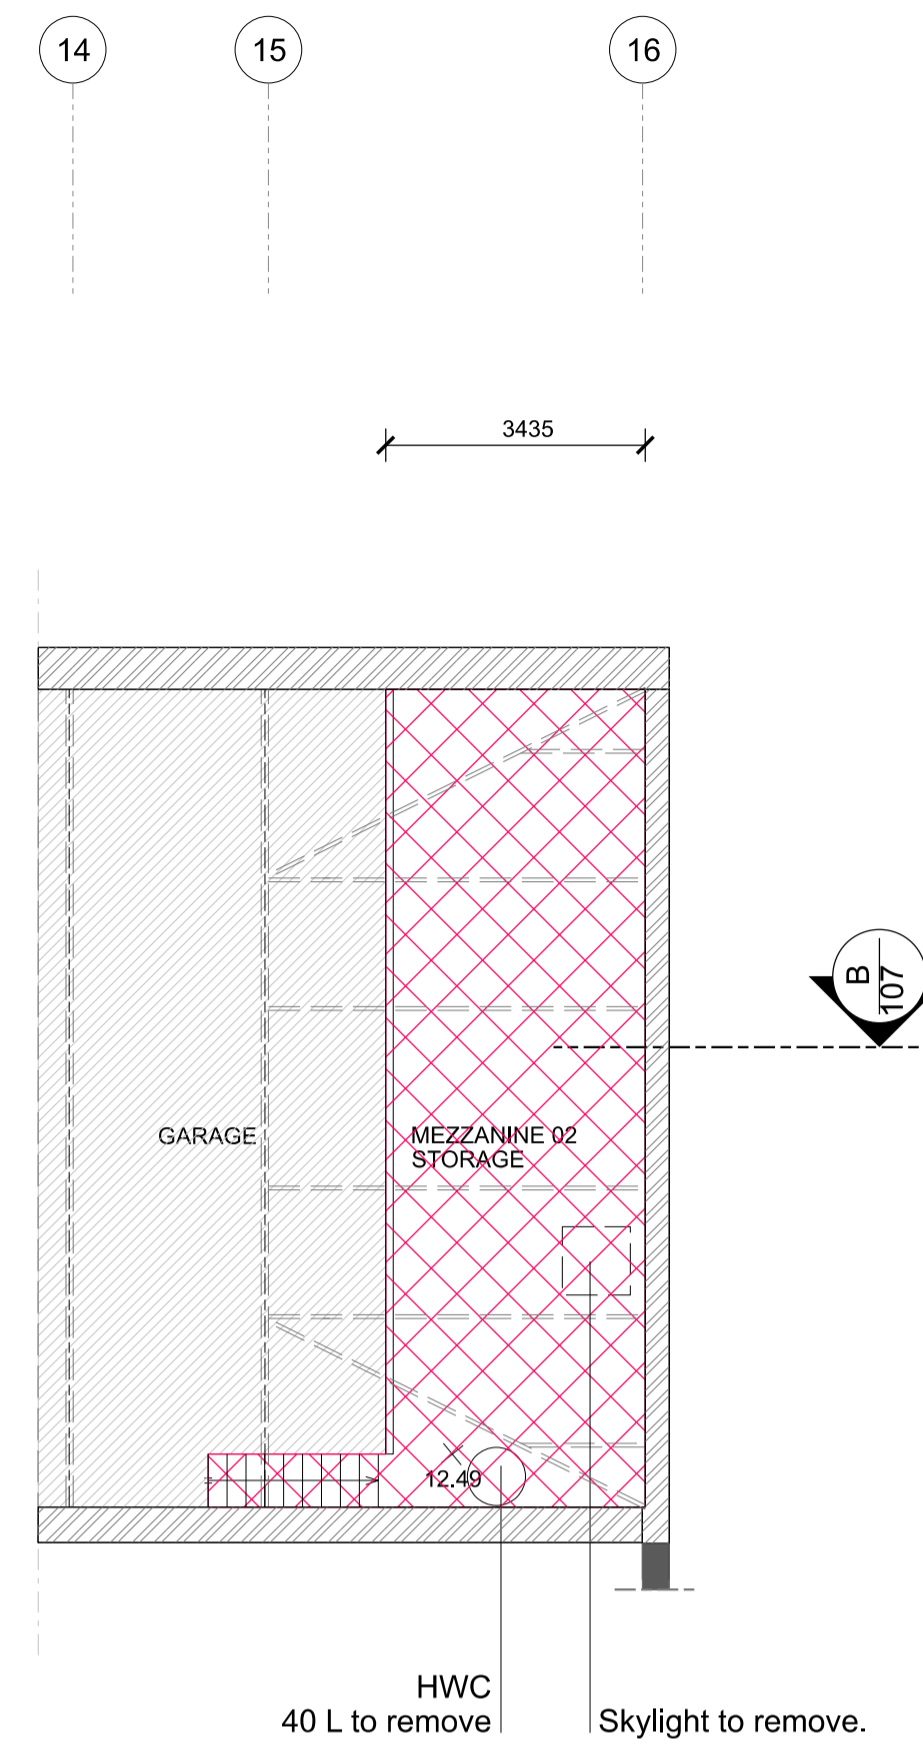 14
15
16
3435
B
107
GARAGE
MEZZANINE 02
STORAGE
12.49
HWC
40 L to remove
Skylight to remove.